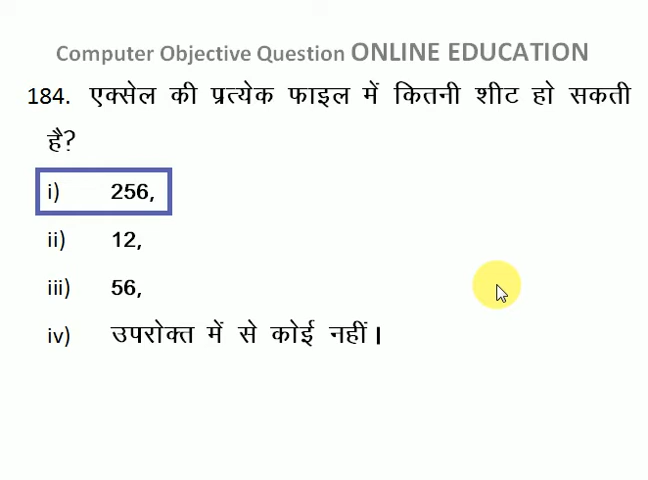 Computer Objective Question ONLINE EDUCATION
184. एक्सेल की प्रत्येक फाइल में कितनी शीट हो सकती
है?
i) 256,
ii) 12,
iii) 56,
iv) उपरोक्त में से कोई नहीं।